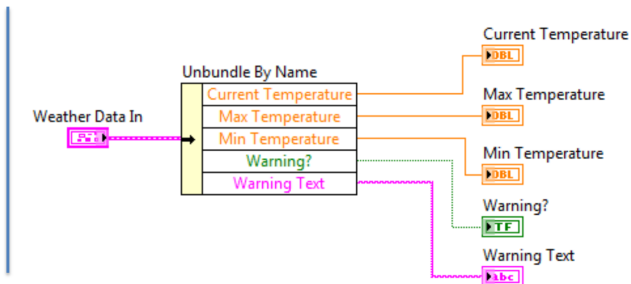 Current Temperature
DBL
Unbundle By Name
Current Temperature
Max Temperature
Weather Data In
Max Temperature
DBL
Min Temperature
Min Temperature
Warning?
DBL
Warning Text
Warning?
TF
Warning Text
abc